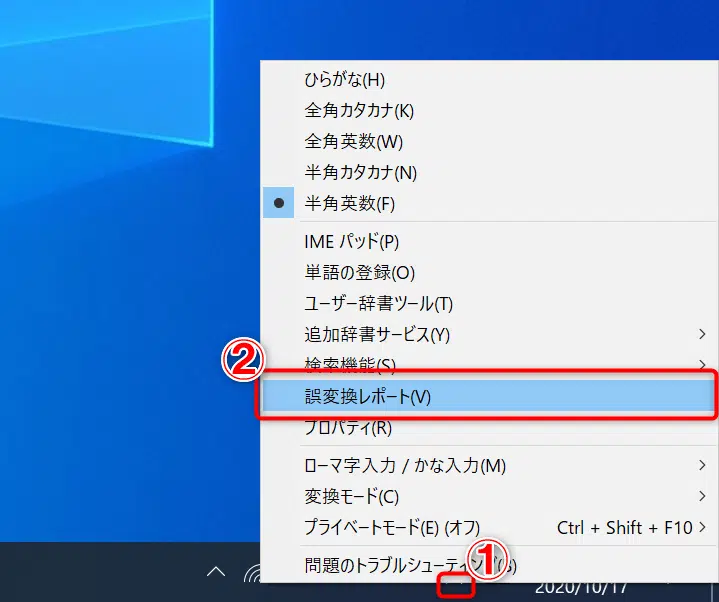 ひらがな(H)
全角カタカナ(K)
全角英数(W)
半角カタカナ(N)
半角英数(F)
IME パッド(P)
単語の登録(O)
ユーザー辞書ツール(T)
追加辞書サービス(Y)
検索機能(S)
②
誤変換レポート(V)
プロパティ(R)
ローマ字入力 / かな入力(M)
変換モード(C)
プライベートモード(E) (オフ) Ctrl + Shift + F10
問題のトラブルシューティング(B)
①
2020/10/17